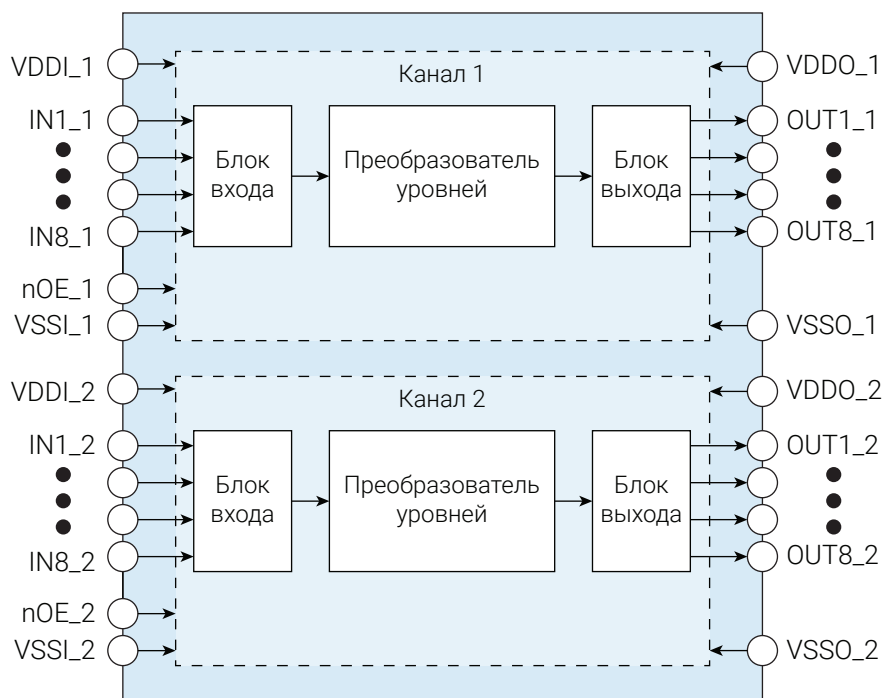 VDDI_1
VDDO_1
Канал 1
IN1_1
OUT1_1
Блок
входа
Преобразователь
уровней
Блок
выхода
IN8_1
OUT8_1
nOE_1
VSSI_1
VSSO_1
VDDI_2
VDDO_2
Канал 2
IN1_2
OUT1_2
Блок
входа
Преобразователь
уровней
Блок
выхода
IN8_2
OUT8_2
nOE_2
VSSI_2
VSSO_2